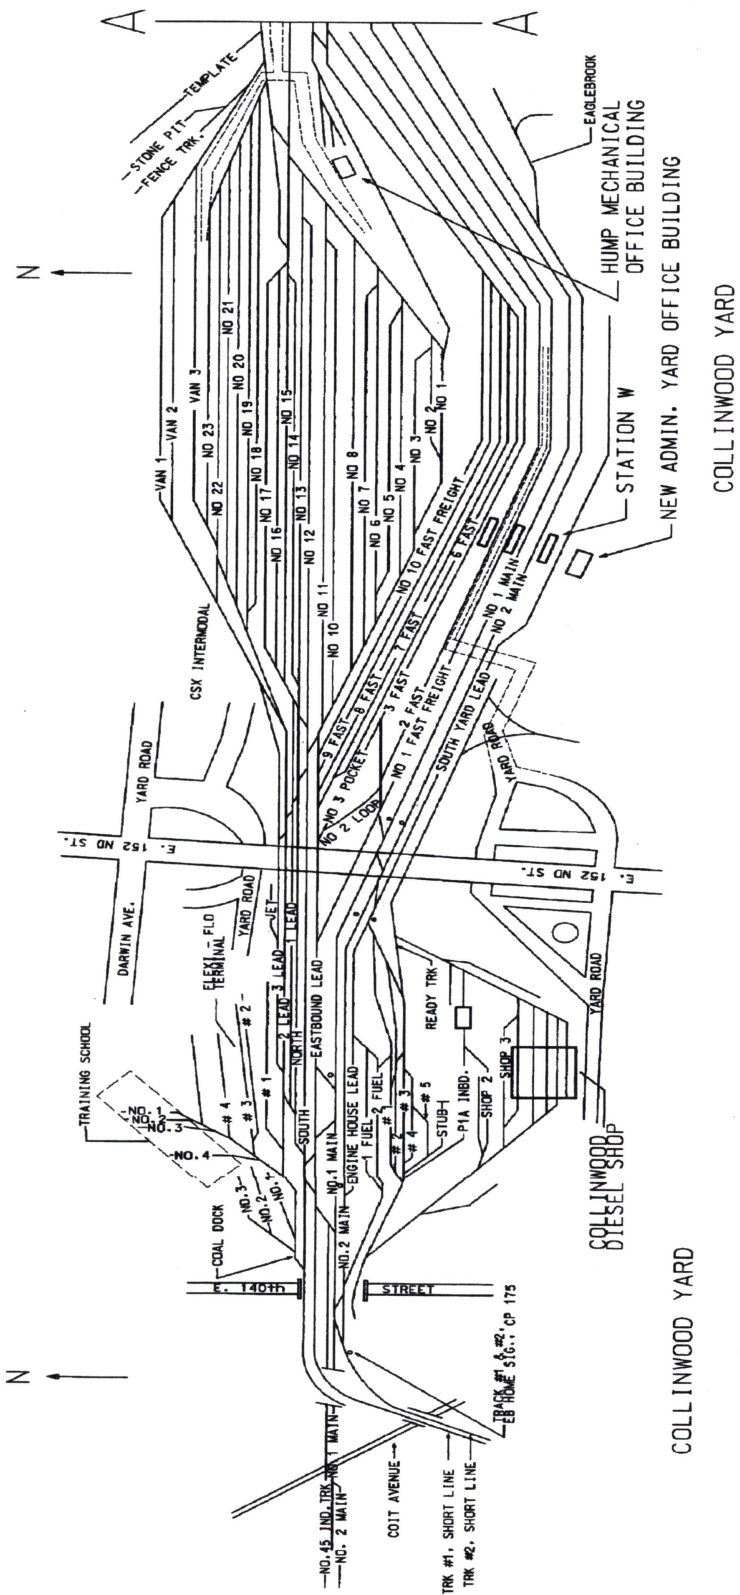 A
A
TEMPLATE
STONE PIT
FENCE TRK.
EAGLEBROOK
HUMP MECHANICAL
OFFICE BUILDING
N
NEW ADMIN. YARD OFFICE BUILDING
STATION W
COLLINWOOD YARD
VAN 1
VAN 2
VAN 3
NO 23
NO 22
NO 21
NO 20
NO 19
NO 18
NO 17
NO 16
NO 15
NO 14
NO 13
NO 12
NO 11
NO 10
NO 8
NO 7
NO 6
NO 5
NO 4
NO 3
NO 2
NO 1
NO 10 FAST FREIGHT
9 FAST
8 FAST
7 FAST
6 FAST
3 FAST
2 FAST
NO 1 FAST FREIGHT
NO 3 POCKET
NO 2 LOOP
NO 1 MAIN
NO 2 MAIN
SOUTH YARD LEAD
YARD ROAD
CSX INTERMODAL
YARD ROAD
E. 152 ND ST.
E. 152 ND ST.
DARWIN AVE.
YARD ROAD
YARD ROAD
FLEXI-FLO
TERMINAL
JET
1 LEAD
2 LEAD
3 LEAD
NORTH
SOUTH
EASTBOUND LEAD
# 1
# 2
# 3
# 4
TRAINING SCHOOL
NO.1
NO.2
NO.3
NO.4
NO.3
NO.2
NO.1
COAL DOCK
NO.1 MAIN
NO.2 MAIN
ENGINE HOUSE LEAD
1 FUEL
2 FUEL
# 1
# 2
# 3
# 4
# 5
STUB
READY TRK
P1A INBD.
SHOP 2
SHOP 3
COLLINWOOD
DIESEL SHOP
E. 140th
STREET
N
TRACK #1 & #2,
EB HOME SIG., CP 175
NO.45 IND.TRK
NO. 1 MAIN
NO. 2 MAIN
COIT AVENUE
TRK #1, SHORT LINE
TRK #2, SHORT LINE
COLLINWOOD YARD